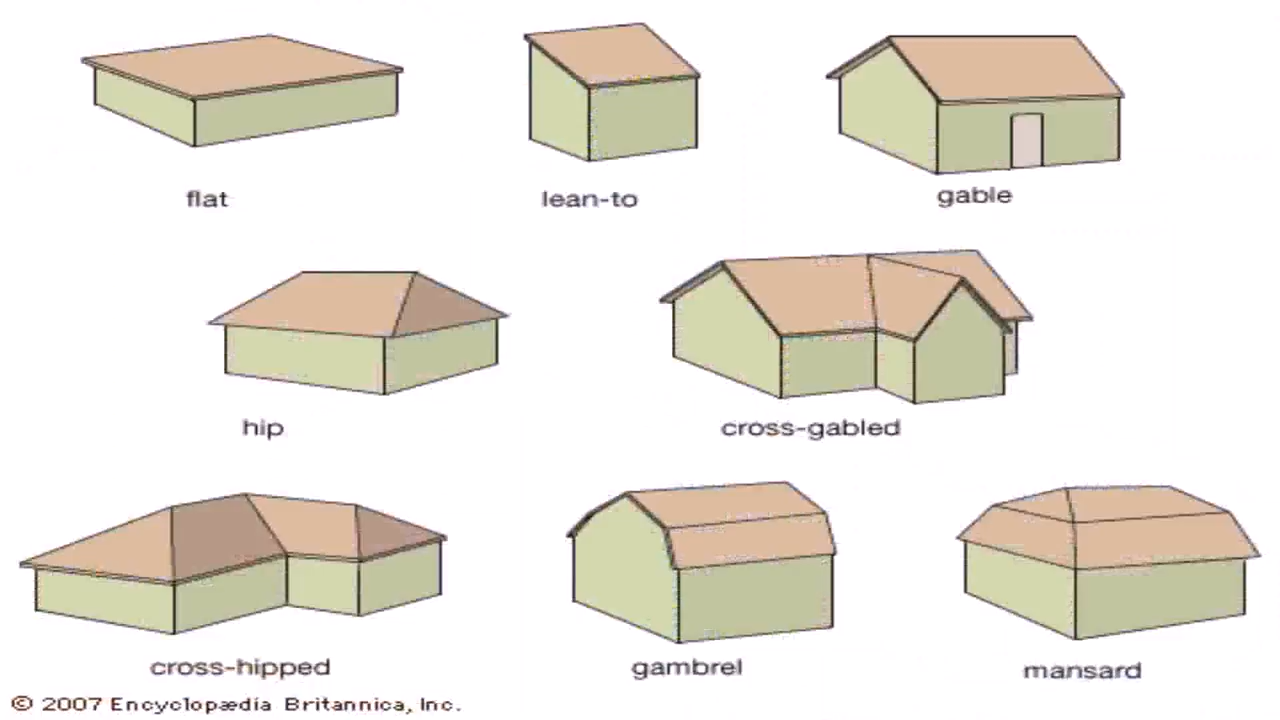 flat
lean-to
gable
hip
cross-gabled
cross-hipped
gambrel
mansard
© 2007 Encyclopædia Britannica, Inc.